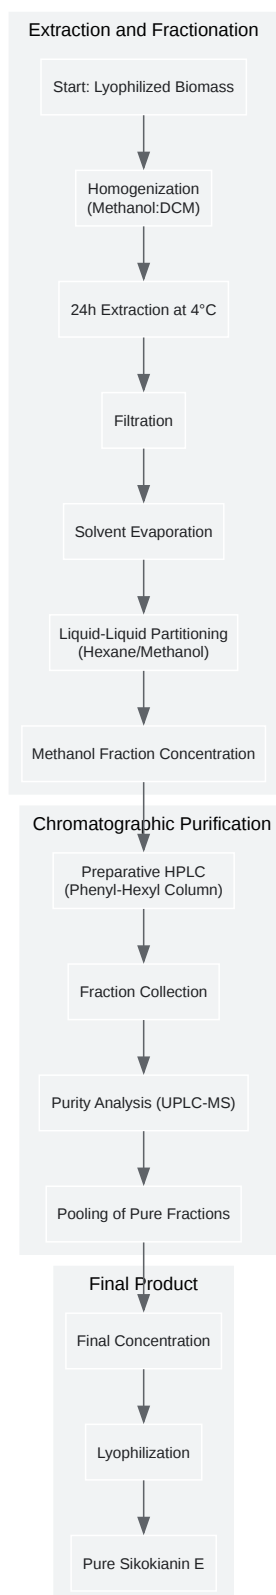 Extraction and Fractionation
Start: Lyophilized Biomass
Homogenization
(Methanol:DCM)
24h Extraction at 4°C
Filtration
Solvent Evaporation
Liquid-Liquid Partitioning
(Hexane/Methanol)
Methanol Fraction Concentration
Chromatographic Purification
Preparative HPLC
(Phenyl-Hexyl Column)
Fraction Collection
Purity Analysis (UPLC-MS)
Pooling of Pure Fractions
Final Product
Final Concentration
Lyophilization
Pure Sikokianin E